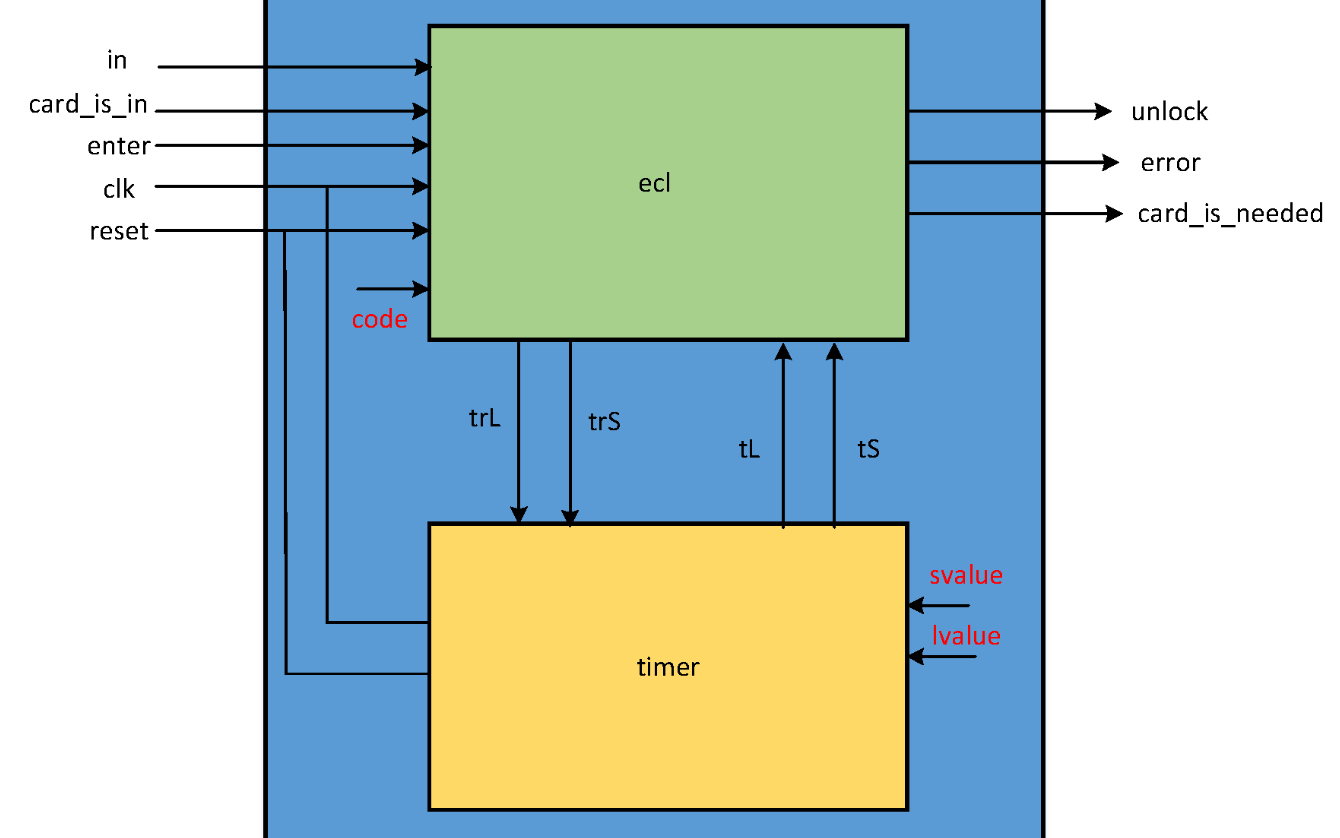 in
card_is_in
enter
clk
reset
code
ecl
unlock
error
card_is_needed
trL
trS
tL
tS
svalue
lvalue
timer